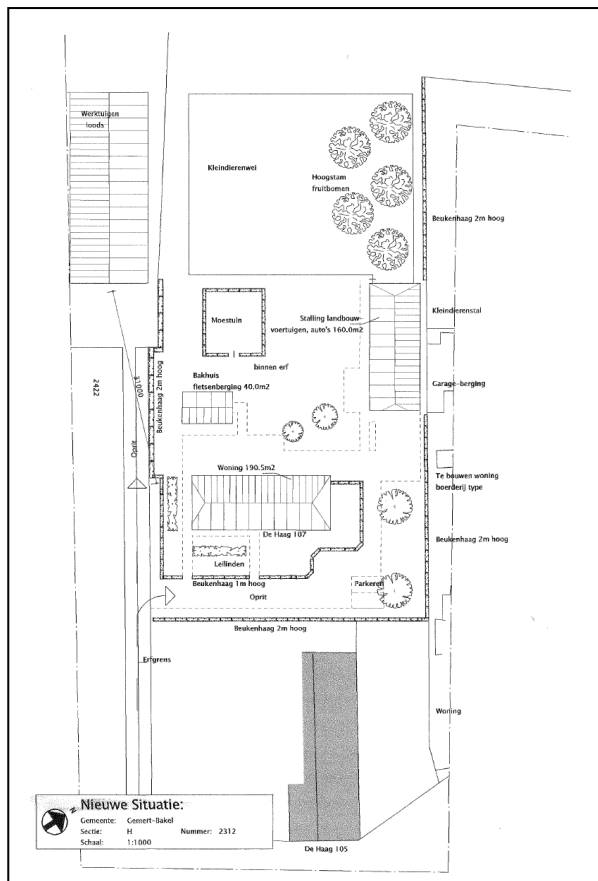 Werktuigen
loods
Kleindierenwei
Hoogstam
fruitbomen
Beukenhaag 2m hoog
Moestuin
Stalling landbouw-
voertuigen, auto's 160.0m2
Kleindierenstal
binnen erf
Bakhuis
fietsenberging 40.0m2
Garage-berging
2422
31000
Beukenhaag 2m hoog
Oprit
Woning 190.5m2
Te bouwen woning
boerderij type
De Haag 107
Beukenhaag 2m hoog
Leilinden
Beukenhaag 1m hoog
Parkeren
Oprit
Beukenhaag 2m hoog
Erfgrens
Woning
N
Nieuwe Situatie:
Gemeente: Gemert-Bakel
Sectie: H Nummer: 2312
Schaal: 1:1000
De Haag 105